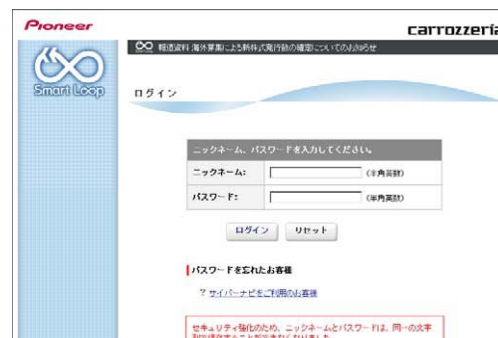 Pioneer
carrozzeria
報道資料 海外募集による新株式発行数の確定についてのお知らせ
Smart Loop
ログイン
ニックネーム、パスワードを入力してください。
ニックネーム:
(半角英数)
パスワード:
(半角英数)
ログイン
リセット
パスワードを忘れたお客様
? サイバーナビをご利用のお客様
セキュリティ強化のため、ニックネームとパスワードは、同一の文字